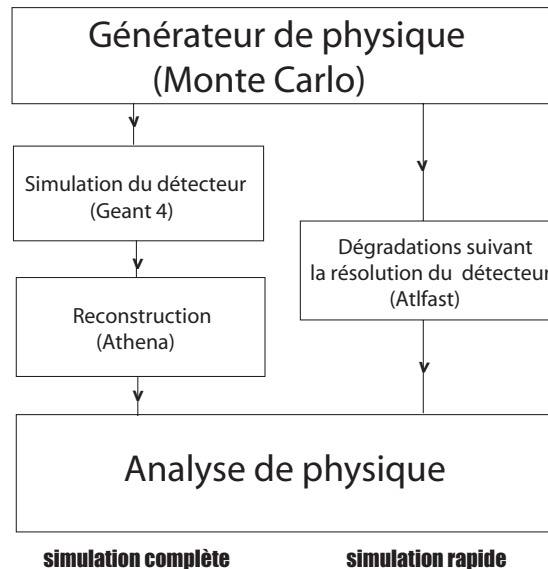 Générateur de physique
(Monte Carlo)
Simulation du détecteur
(Geant 4)
Dégradations suivant
la résolution du détecteur
(Atlfast)
Reconstruction
(Athena)
Analyse de physique
simulation complète
simulation rapide